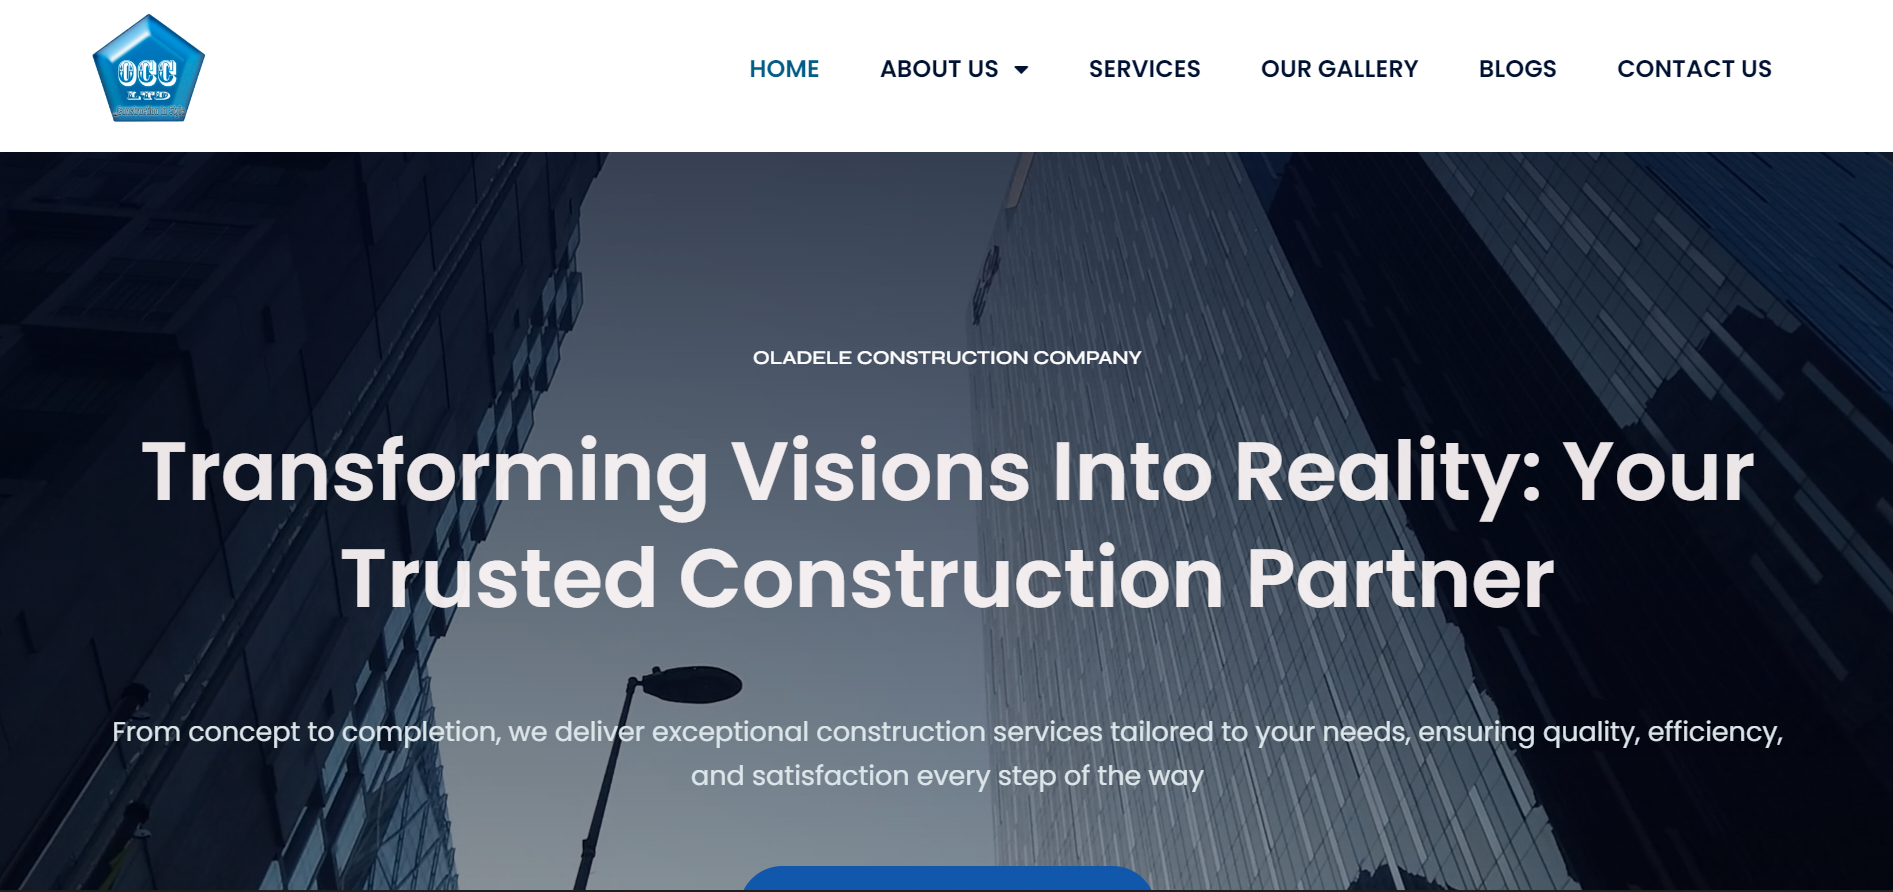 OCC
LTD
HOME
ABOUT US
SERVICES
OUR GALLERY
BLOGS
CONTACT US
OLADELE CONSTRUCTION COMPANY
Transforming Visions Into Reality: Your
Trusted Construction Partner
From concept to completion, we deliver exceptional construction services tailored to your needs, ensuring quality, efficiency,
and satisfaction every step of the way